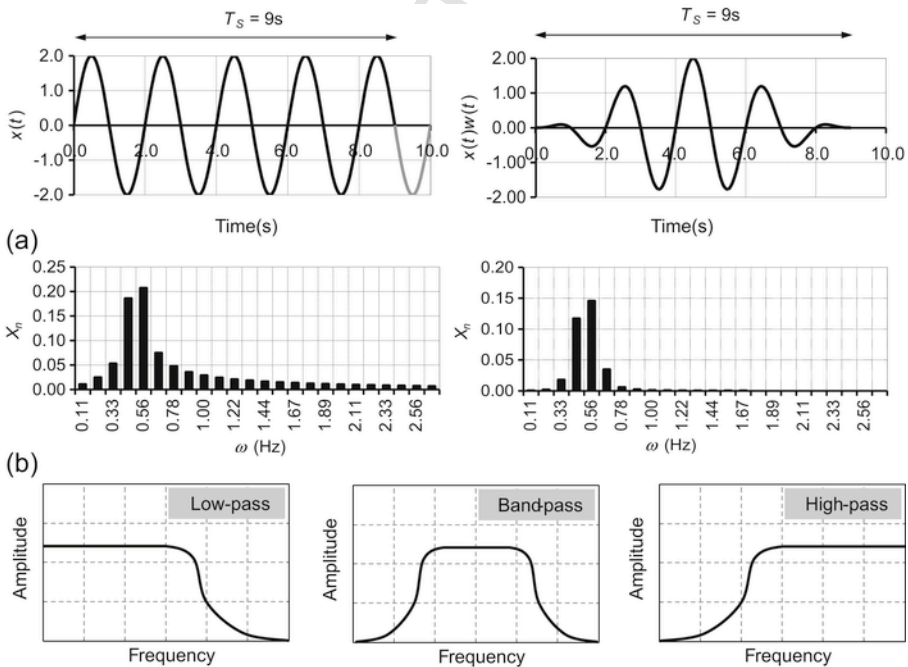 T_S = 9s
2.0
1.0
0.0
-1.0
-2.0
x(t)
0.0 2.0 4.0 6.0 8.0 10.0
Time(s)
T_S = 9s
2.00
1.00
0.00
-1.00
-2.00
x(t)w(t)
0.0 2.0 4.0 6.0 8.0 10.0
Time(s)
(a)
0.25
0.20
0.15
0.10
0.05
0.00
X_n
0.11 0.33 0.56 0.78 1.00 1.22 1.44 1.67 1.89 2.11 2.33 2.56
ω (Hz)
0.20
0.15
0.10
0.05
0.00
X_n
0.11 0.33 0.56 0.78 1.00 1.22 1.44 1.67 1.89 2.11 2.33 2.56
ω (Hz)
(b)
Low-pass
Amplitude
Frequency
Band-pass
Amplitude
Frequency
High-pass
Amplitude
Frequency